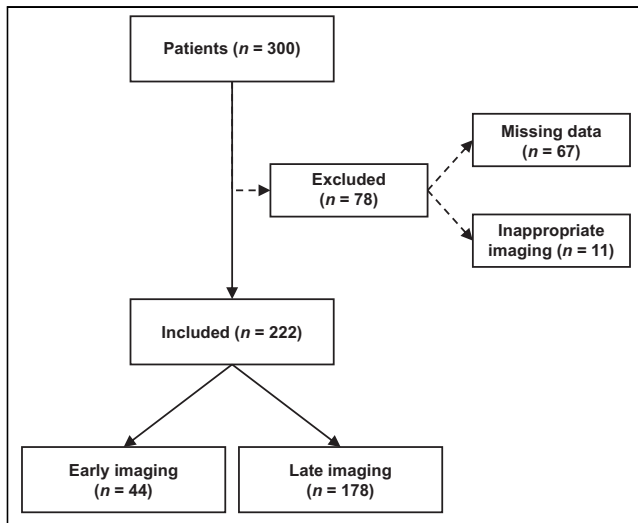 Patients (n = 300)
Missing data
(n = 67)
Excluded
(n = 78)
Inappropriate
imaging (n = 11)
Included (n = 222)
Early imaging
(n = 44)
Late imaging
(n = 178)